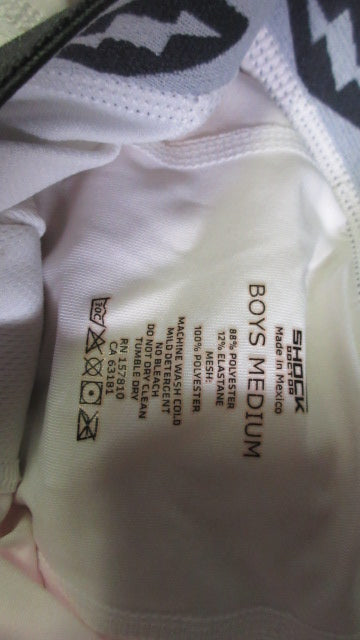 SHOCK
DOCTOR
Made in Mexico
BOYS MEDIUM
88% POLYESTER
12% ELASTANE
MESH:
100% POLYESTER
MACHINE WASH COLD
MILD DETERGENT
NO BLEACH
DO NOT DRY CLEAN
TUMBLE DRY
RN 157810
CA 63181
30C